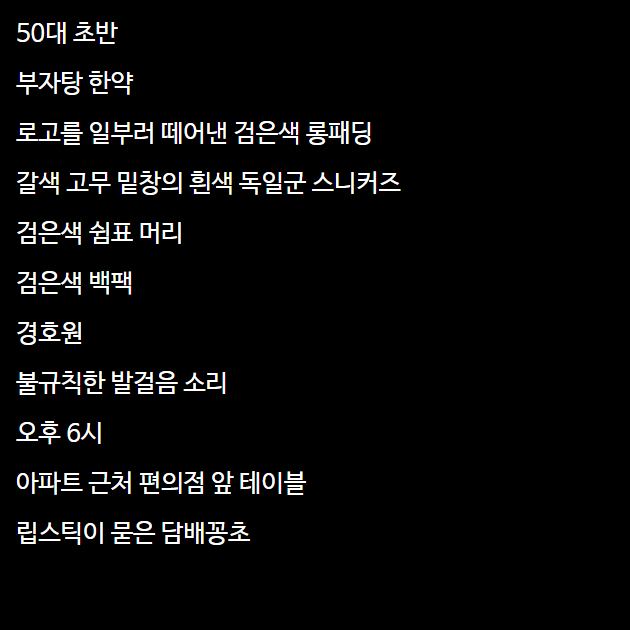 50대 초반
부자탕 한약
로고를 일부러 떼어낸 검은색 롱패딩
갈색 고무 밑창의 흰색 독일군 스니커즈
검은색 쉼표 머리
검은색 백팩
경호원
불규칙한 발걸음 소리
오후 6시
아파트 근처 편의점 앞 테이블
립스틱이 묻은 담배꽁초